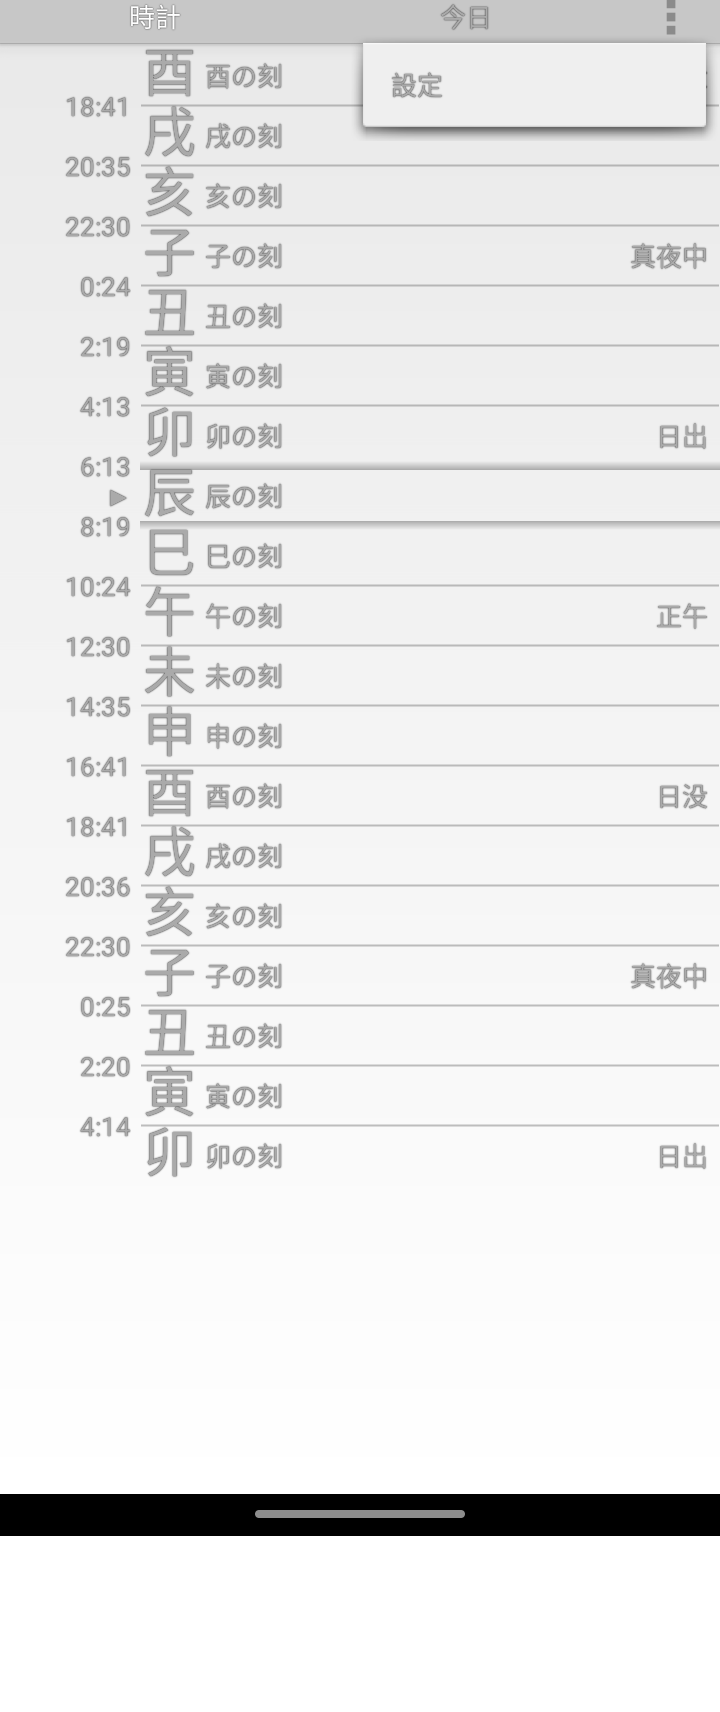 時計 今日
設定
酉 酉の刻
18:41
戌 戌の刻
20:35
亥 亥の刻
22:30
子 子の刻 真夜中
0:24
丑 丑の刻
2:19
寅 寅の刻
4:13
卯 卯の刻 日出
6:13
辰 辰の刻
8:19
巳 巳の刻
10:24
午 午の刻 正午
12:30
未 未の刻
14:35
申 申の刻
16:41
酉 酉の刻 日没
18:41
戌 戌の刻
20:36
亥 亥の刻
22:30
子 子の刻 真夜中
0:25
丑 丑の刻
2:20
寅 寅の刻
4:14
卯 卯の刻 日出